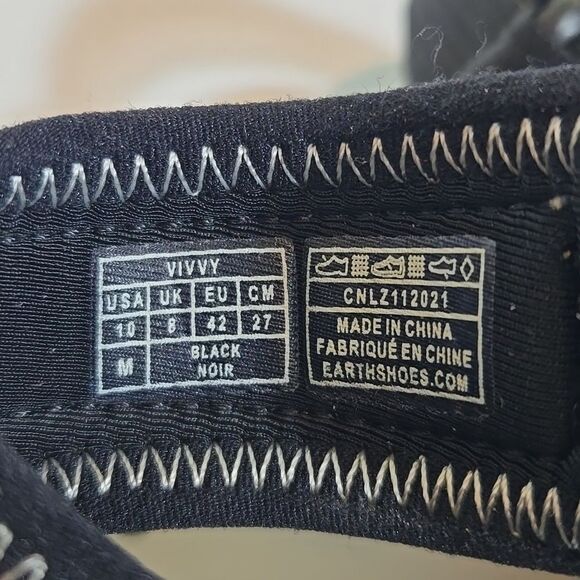 VIVVY
USA UK EU CM
10 8 42 27
M BLACK
NOIR
CNLZ112021
MADE IN CHINA
FABRIQUÉ EN CHINE
EARTHSHOES.COM